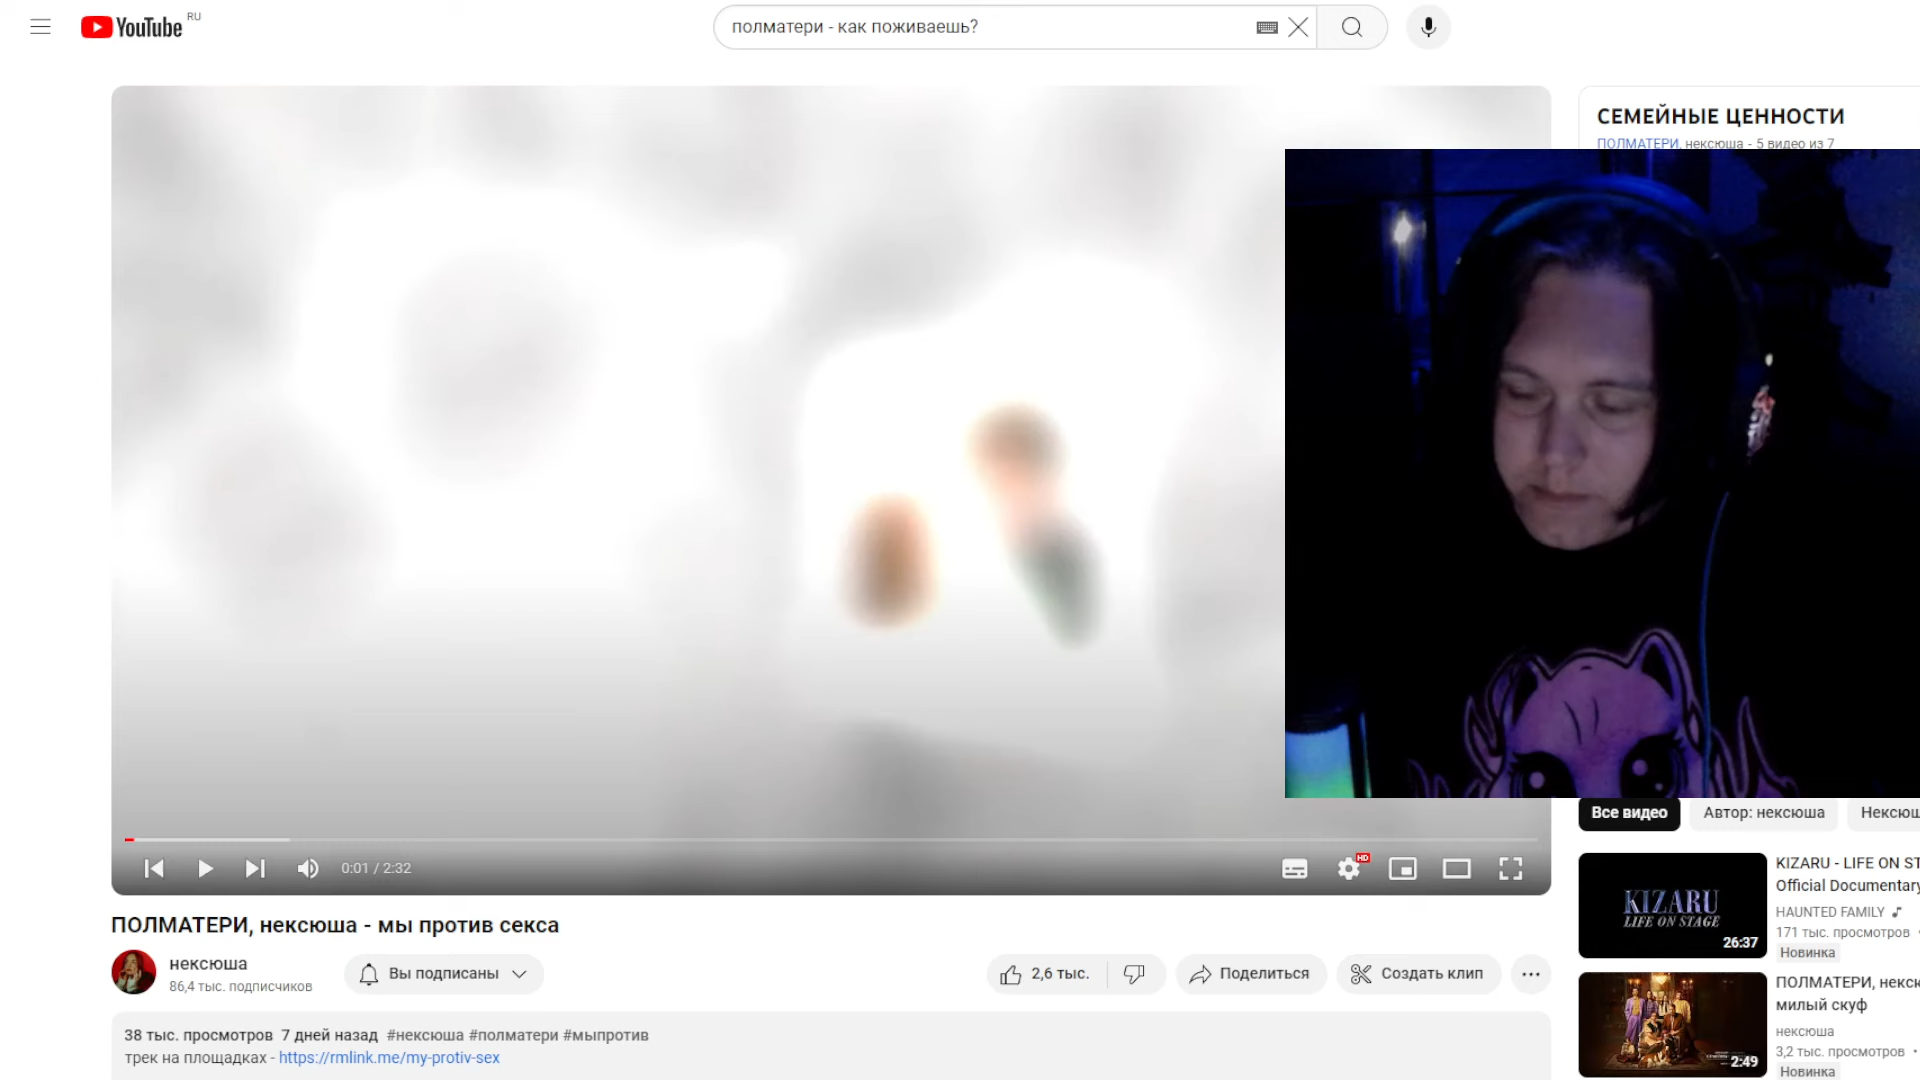 YouTube RU
полматери - как поживаешь?
СЕМЕЙНЫЕ ЦЕННОСТИ
ПОЛМАТЕРИ, нексюша - 5 видео из 7
HD
0:01 / 2:32
ПОЛМАТЕРИ, нексюша - мы против секса
нексюша
86,4 тыс. подписчиков
Вы подписаны
2,6 тыс.
Поделиться
Создать клип
38 тыс. просмотров 7 дней назад #нексюша #полматери #мыпротив
трек на площадках - https://rmlink.me/my-protiv-sex
Все видео
Автор: нексюша
Нексюш
KIZARU
LIFE ON STAGE
26:37
KIZARU - LIFE ON ST
Official Documentary
HAUNTED FAMILY
171 тыс. просмотров
Новинка
2:49
ПОЛМАТЕРИ, нексю
милый скуф
нексюша
3,2 тыс. просмотров
Новинка